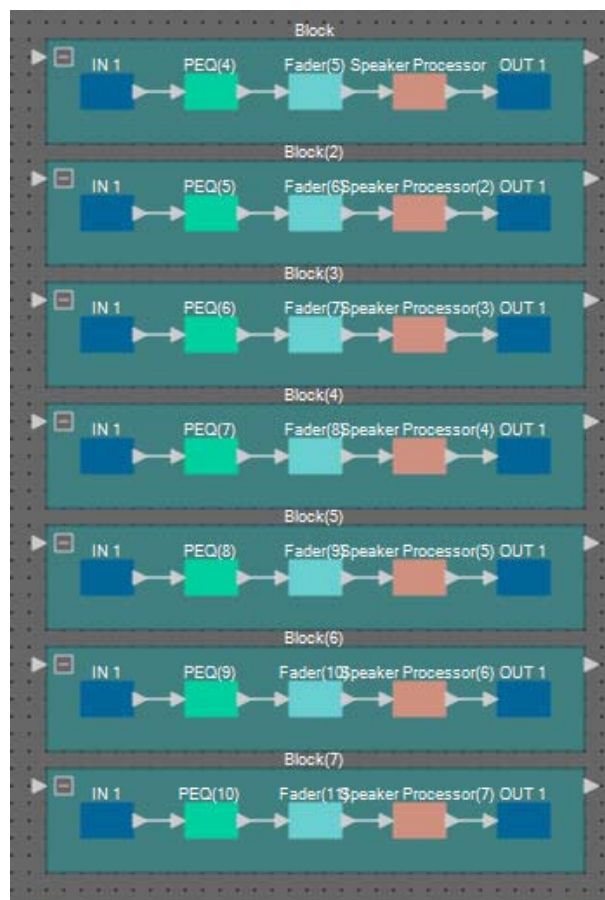 Block
IN 1 PEQ(4) Fader(5) Speaker Processor OUT 1
Block(2)
IN 1 PEQ(5) Fader(6) Speaker Processor(2) OUT 1
Block(3)
IN 1 PEQ(6) Fader(7) Speaker Processor(3) OUT 1
Block(4)
IN 1 PEQ(7) Fader(8) Speaker Processor(4) OUT 1
Block(5)
IN 1 PEQ(8) Fader(9) Speaker Processor(5) OUT 1
Block(6)
IN 1 PEQ(9) Fader(10) Speaker Processor(6) OUT 1
Block(7)
IN 1 PEQ(10) Fader(11) Speaker Processor(7) OUT 1